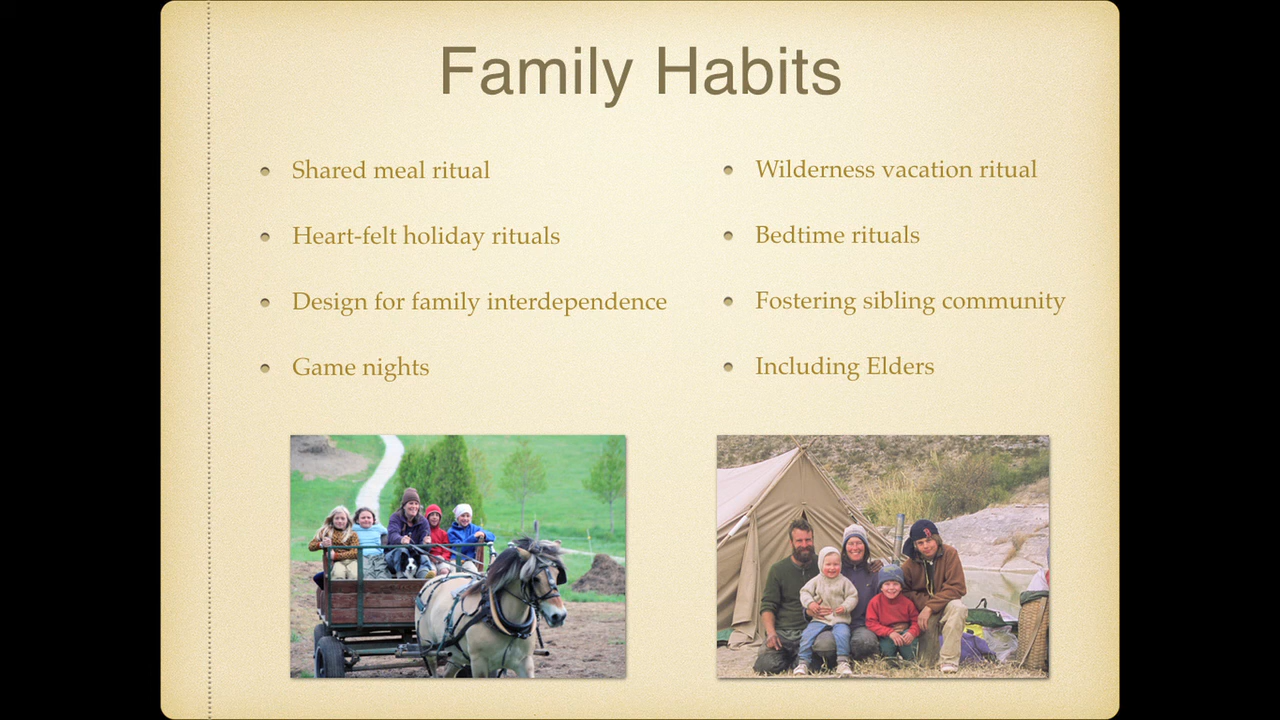 Family Habits
Shared meal ritual
Heart-felt holiday rituals
Design for family interdependence
Game nights
Wilderness vacation ritual
Bedtime rituals
Fostering sibling community
Including Elders